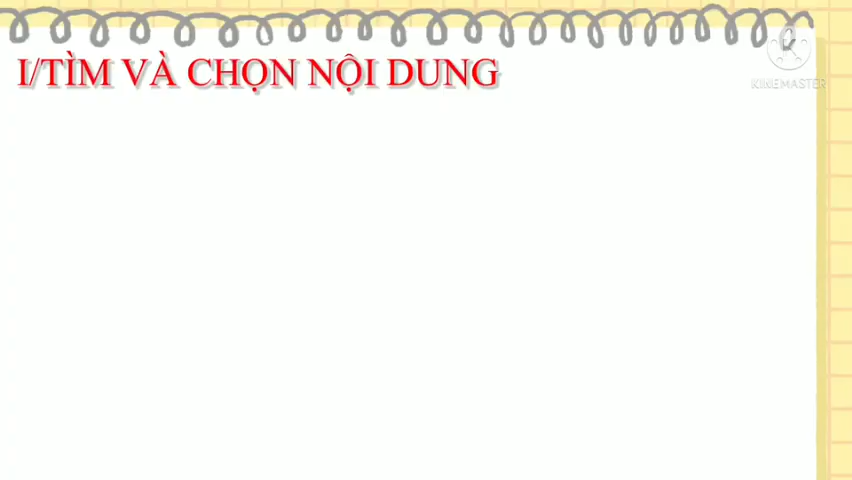 I/TÌM VÀ CHỌN NỘI DUNG
KINEMASTER